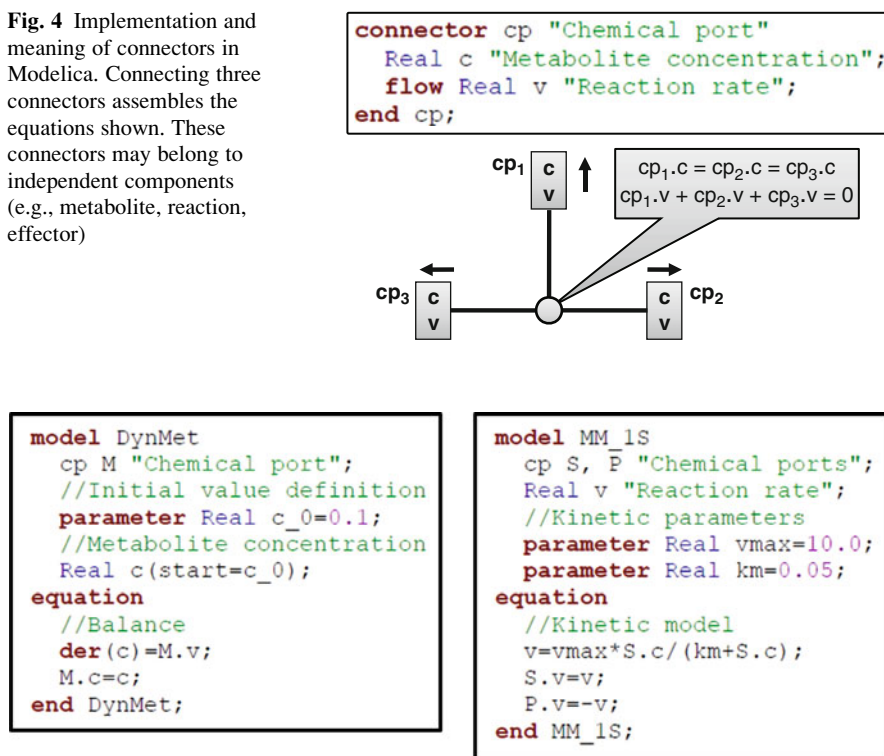 Fig. 4 Implementation and
meaning of connectors in
Modelica. Connecting three
connectors assembles the
equations shown. These
connectors may belong to
independent components
(e.g., metabolite, reaction,
effector)
connector cp "Chemical port"
Real c "Metabolite concentration";
flow Real v "Reaction rate";
end cp;
cp₁
c
v
cp₁.c = cp₂.c = cp₃.c
cp₁.v + cp₂.v + cp₃.v = 0
cp₃
c
v
c
v
cp₂
model DynMet
cp M "Chemical port";
//Initial value definition
parameter Real c_0=0.1;
//Metabolite concentration
Real c(start=c_0);
equation
//Balance
der(c)=M.v;
M.c=c;
end DynMet;
model MM_1S
cp S, P "Chemical ports";
Real v "Reaction rate";
//Kinetic parameters
parameter Real vmax=10.0;
parameter Real km=0.05;
equation
//Kinetic model
v=vmax*S.c/(km+S.c);
S.v=v;
P.v=-v;
end MM_1S;